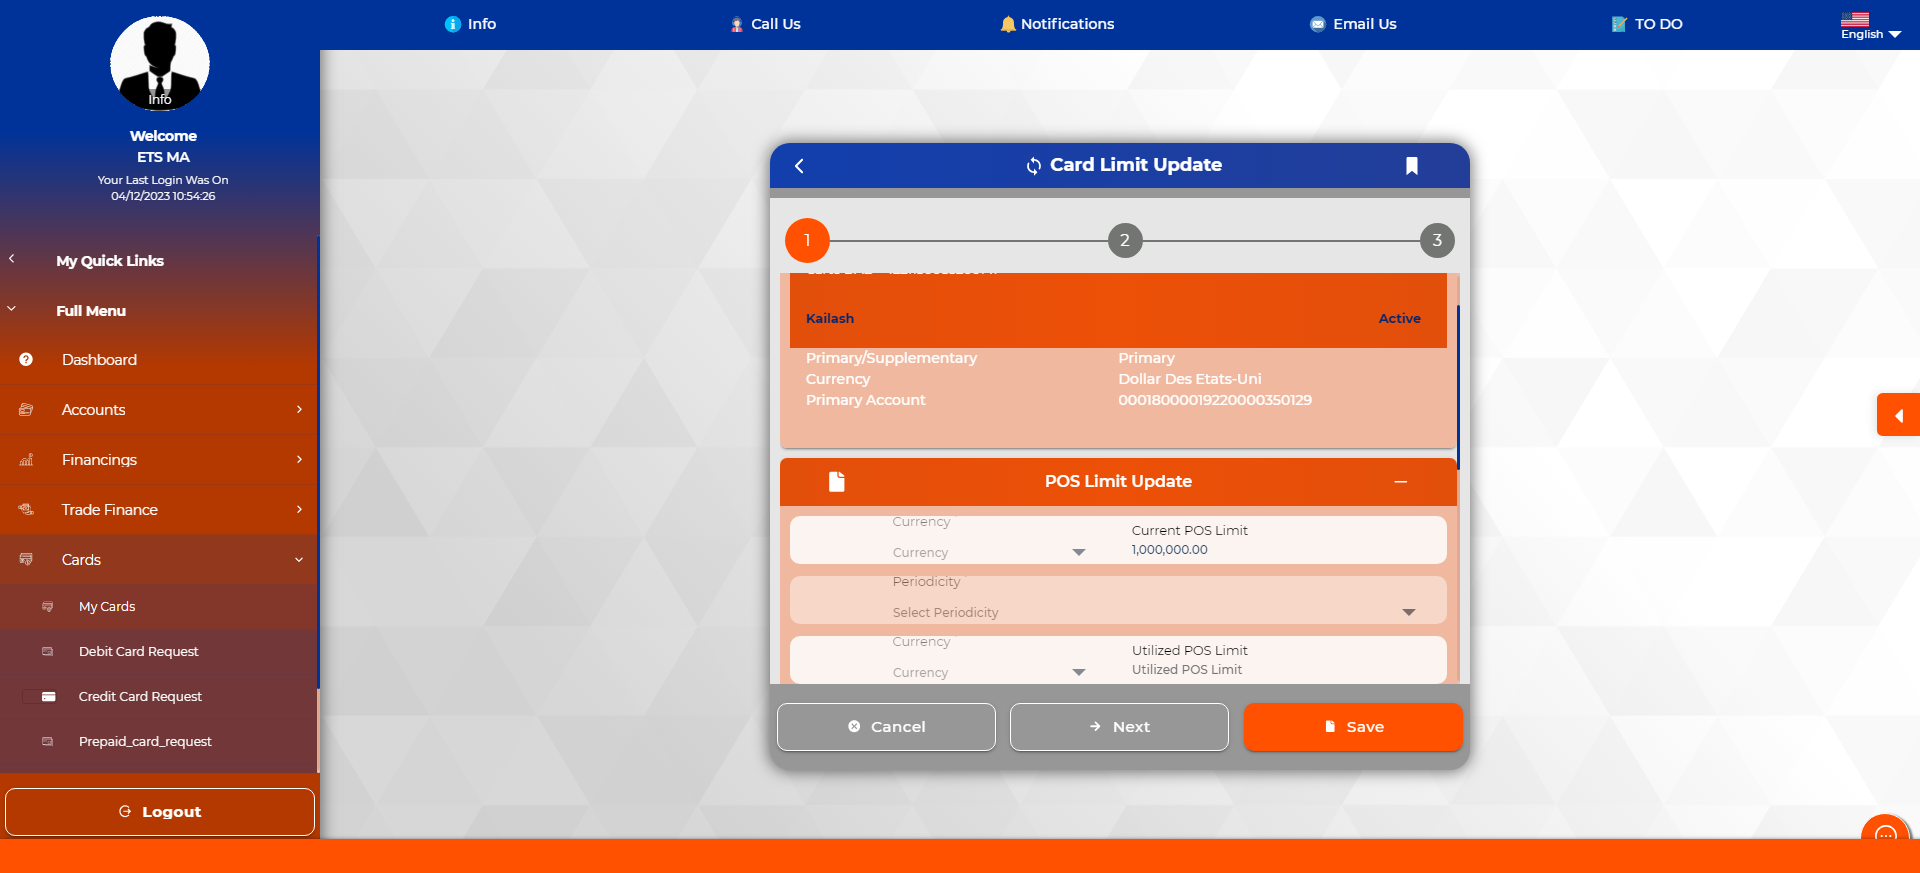 Info
Call Us
Notifications
Email Us
TO DO
English
Info
Welcome
ETS MA
Your Last Login Was On
04/12/2023 10:54:26
My Quick Links
Full Menu
Dashboard
Accounts
Financings
Trade Finance
Cards
My Cards
Debit Card Request
Credit Card Request
Prepaid_card_request
Logout
Card Limit Update
1
2
3
Kailash
Active
Primary/Supplementary Primary
Currency Dollar Des Etats-Uni
Primary Account 00018000019220000350129
POS Limit Update
Currency
Currency
Current POS Limit
1,000,000.00
Periodicity
Select Periodicity
Currency
Currency
Utilized POS Limit
Utilized POS Limit
Cancel
Next
Save